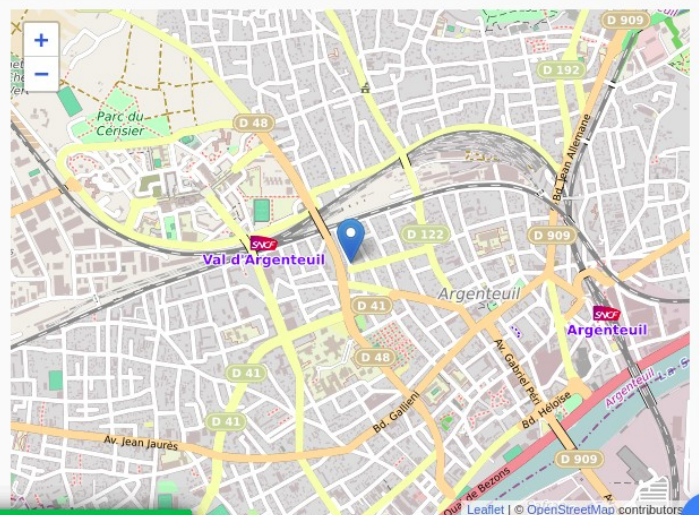 D 909
+
−
D 192
Parc du
Cérisier
D 48
Bd. Jean Allemane
SNCF
Val d'Argenteuil
D 122
D 909
Argenteuil
D 41
SNCF
Argenteuil
D 48
Av. Gabriel Péri
D 41
Argenteuil
Bd. Gallieni
Bd. Héloïse
D 41
Av. Jean Jaurès
D 909
Quai de Bezons
Leaflet | © OpenStreetMap contributors